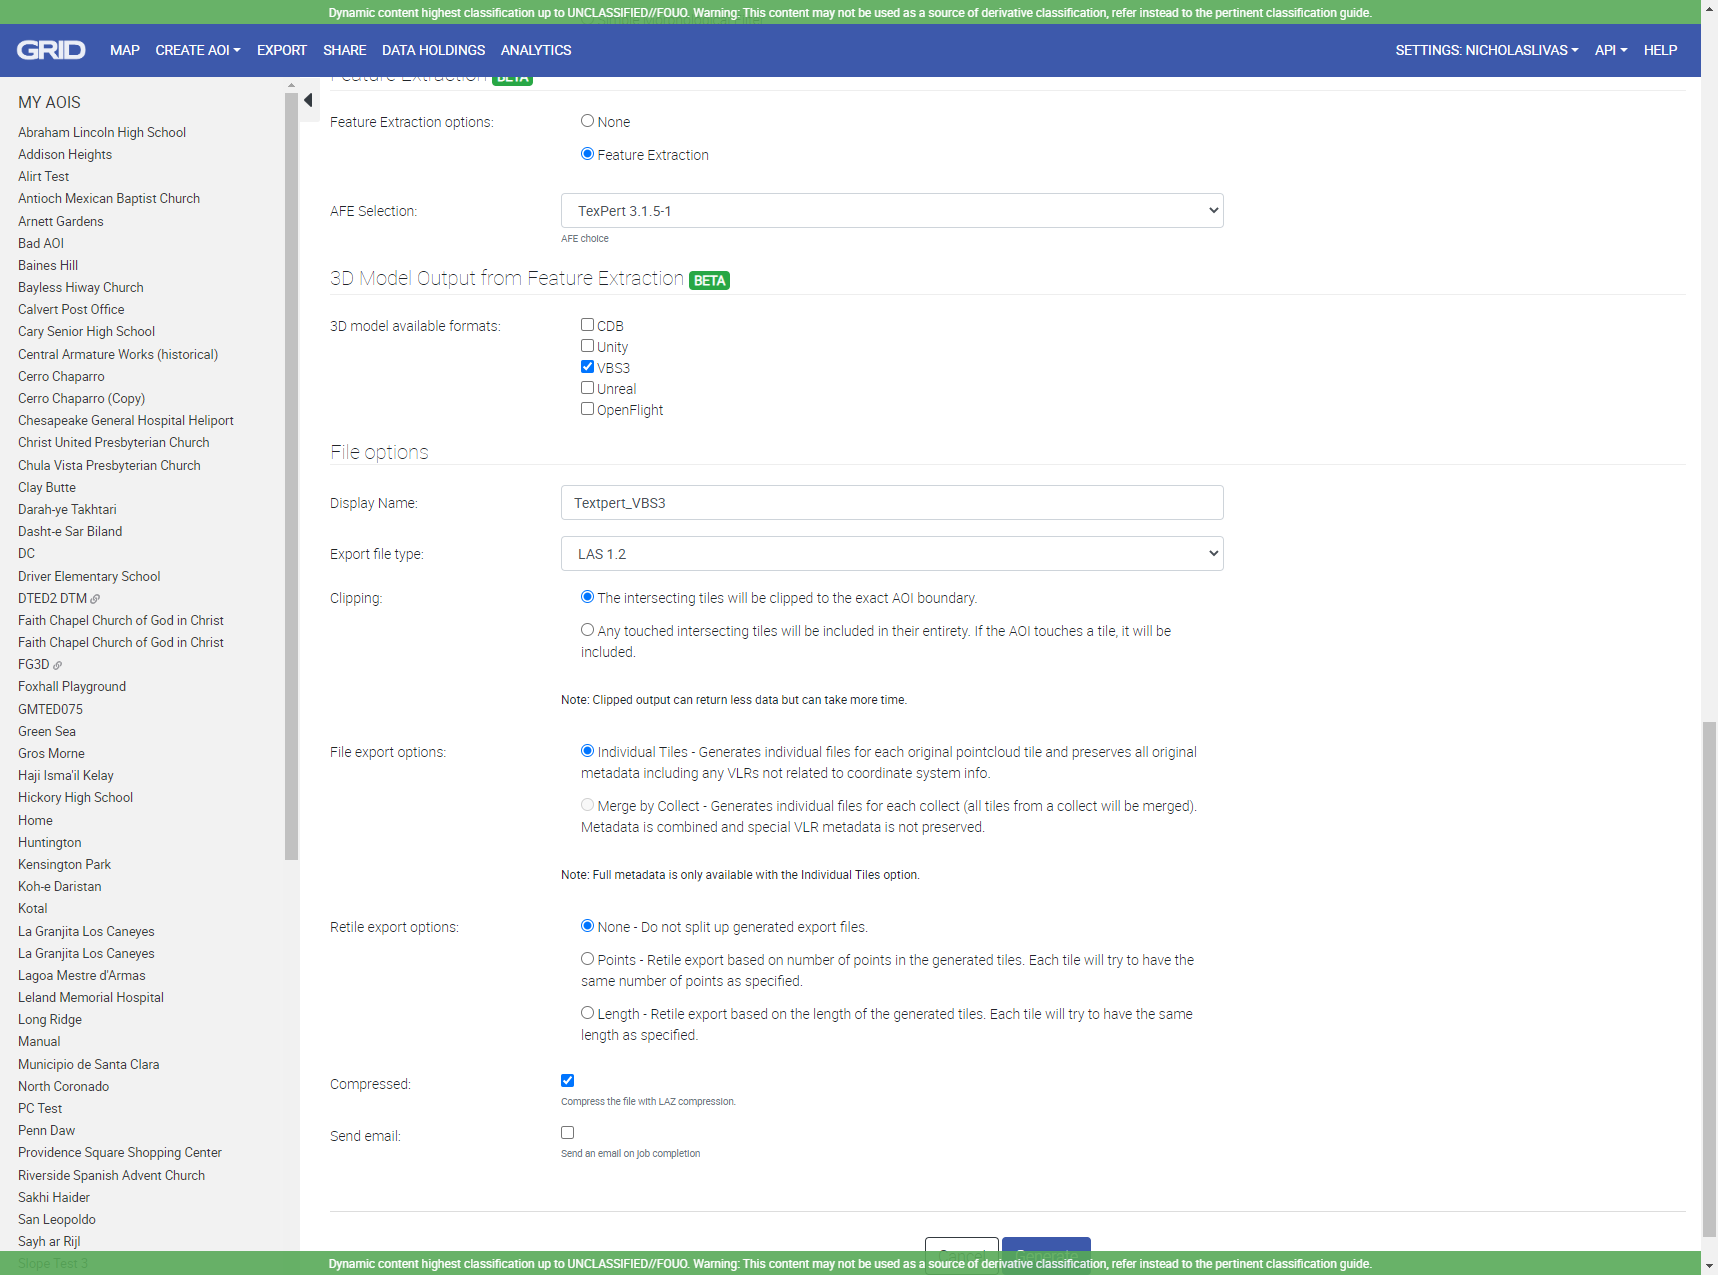 Dynamic content highest classification up to UNCLASSIFIED//FOUO. Warning: This content may not be used as a source of derivative classification, refer instead to the pertinent classification guide.
GRID MAP CREATE AOI EXPORT SHARE DATA HOLDINGS ANALYTICS SETTINGS: NICHOLASLIVAS API HELP
MY AOIS
Abraham Lincoln High School
Addison Heights
Alirt Test
Antioch Mexican Baptist Church
Arnett Gardens
Bad AOI
Baines Hill
Bayless Hiway Church
Calvert Post Office
Cary Senior High School
Central Armature Works (historical)
Cerro Chaparro
Cerro Chaparro (Copy)
Chesapeake General Hospital Heliport
Christ United Presbyterian Church
Chula Vista Presbyterian Church
Clay Butte
Darah-ye Takhtari
Dasht-e Sar Biland
DC
Driver Elementary School
DTED2 DTM
Faith Chapel Church of God in Christ
Faith Chapel Church of God in Christ
FG3D
Foxhall Playground
GMTED075
Green Sea
Gros Morne
Haji Isma'il Kelay
Hickory High School
Home
Huntington
Kensington Park
Koh-e Daristan
Kotal
La Granjita Los Caneyes
La Granjita Los Caneyes
Lagoa Mestre d'Armas
Leland Memorial Hospital
Long Ridge
Manual
Municipio de Santa Clara
North Coronado
PC Test
Penn Daw
Providence Square Shopping Center
Riverside Spanish Advent Church
Sakhi Haider
San Leopoldo
Sayh ar Rijl
Slope Test 3
Feature Extraction BETA
Feature Extraction options:
None
Feature Extraction
AFE Selection:
TexPert 3.1.5-1
AFE choice
3D Model Output from Feature Extraction BETA
3D model available formats:
CDB
Unity
VBS3
Unreal
OpenFlight
File options
Display Name:
Textpert_VBS3
Export file type:
LAS 1.2
Clipping:
The intersecting tiles will be clipped to the exact AOI boundary.
Any touched intersecting tiles will be included in their entirety. If the AOI touches a tile, it will be
included.
Note: Clipped output can return less data but can take more time.
File export options:
Individual Tiles - Generates individual files for each original pointcloud tile and preserves all original
metadata including any VLRs not related to coordinate system info.
Merge by Collect - Generates individual files for each collect (all tiles from a collect will be merged).
Metadata is combined and special VLR metadata is not preserved.
Note: Full metadata is only available with the Individual Tiles option.
Retile export options:
None - Do not split up generated export files.
Points - Retile export based on number of points in the generated tiles. Each tile will try to have the
same number of points as specified.
Length - Retile export based on the length of the generated tiles. Each tile will try to have the same
length as specified.
Compressed:
Compress the file with LAZ compression.
Send email:
Send an email on job completion
Cancel
Dynamic content highest classification up to UNCLASSIFIED//FOUO. Warning: This content may not be used as a source of derivative classification, refer instead to the pertinent classification guide.